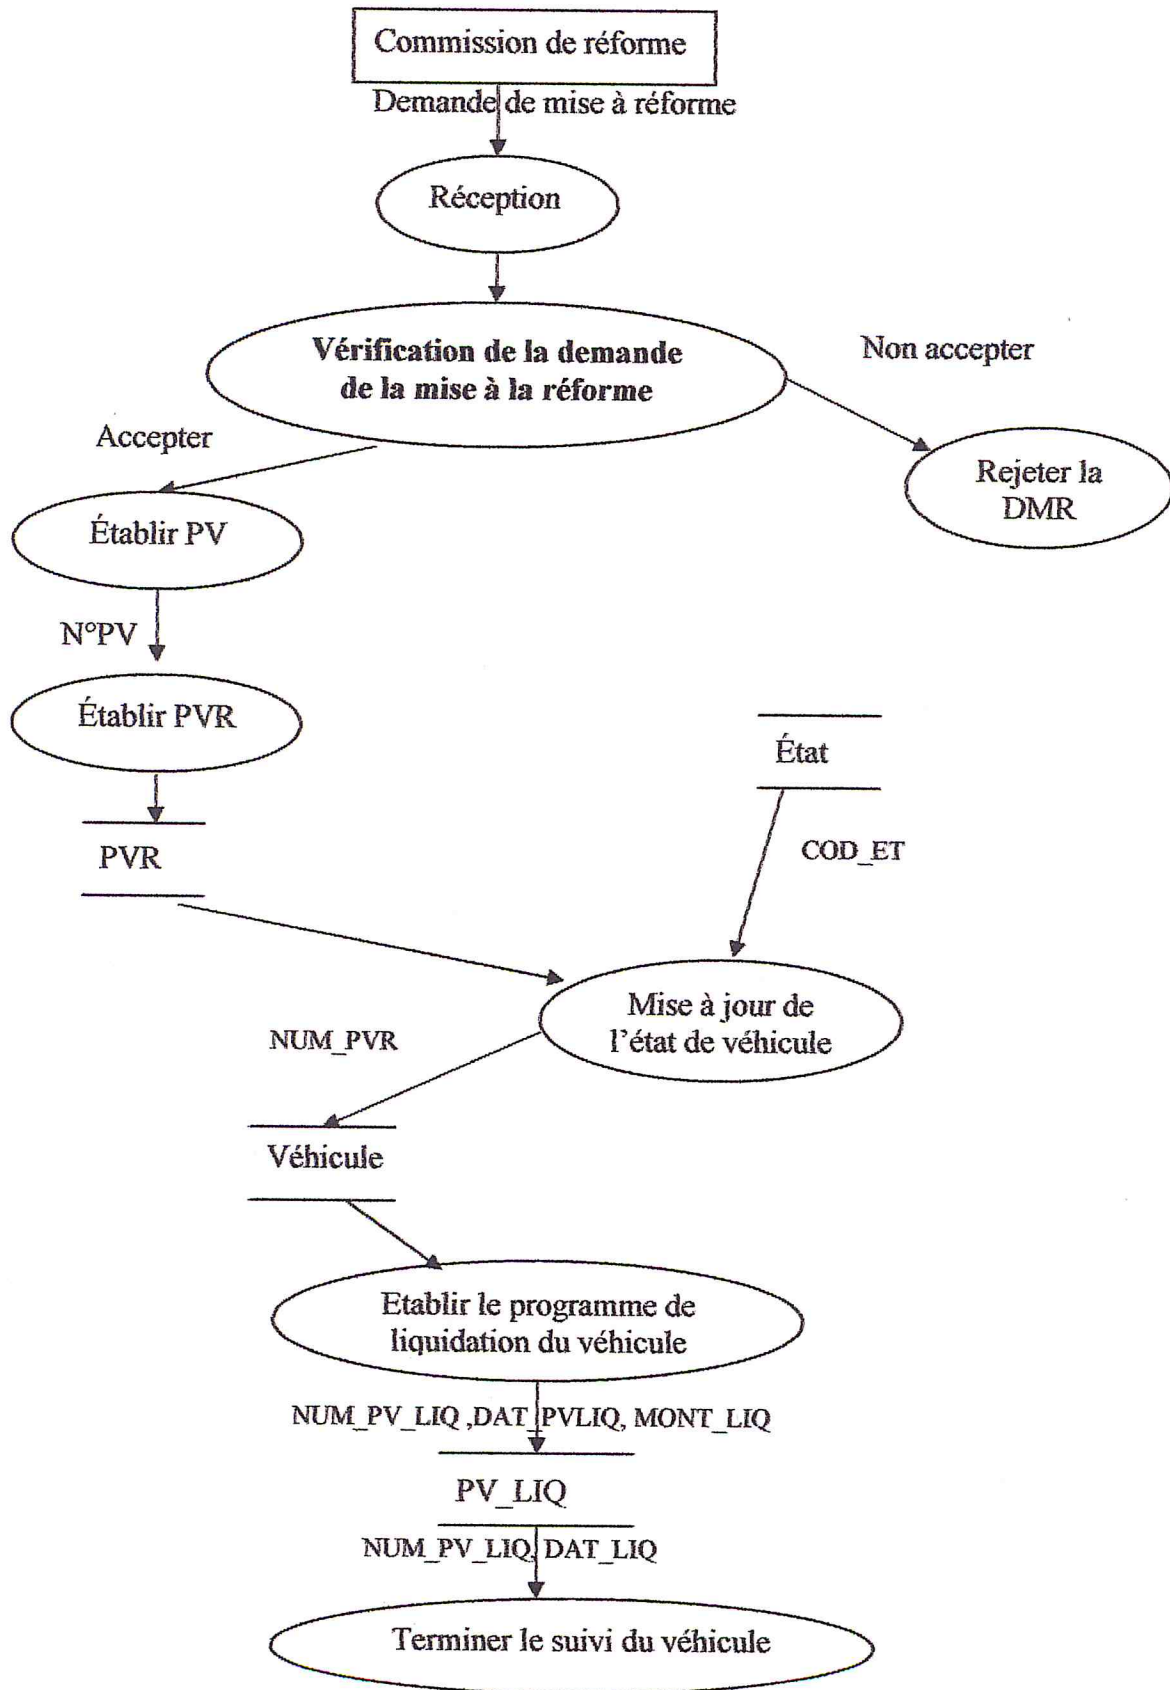 Commission de réforme
Demande de mise à réforme
Réception
Vérification de la demande
de la mise à la réforme
Non accepter
Accepter
Rejeter la
DMR
Établir PV
N°PV
Établir PVR
État
PVR
COD_ET
Mise à jour de
l'état de véhicule
NUM_PVR
Véhicule
Etablir le programme de
liquidation du véhicule
NUM_PV_LIQ ,DAT_PVLIQ, MONT_LIQ
PV_LIQ
NUM_PV_LIQ, DAT_LIQ
Terminer le suivi du véhicule